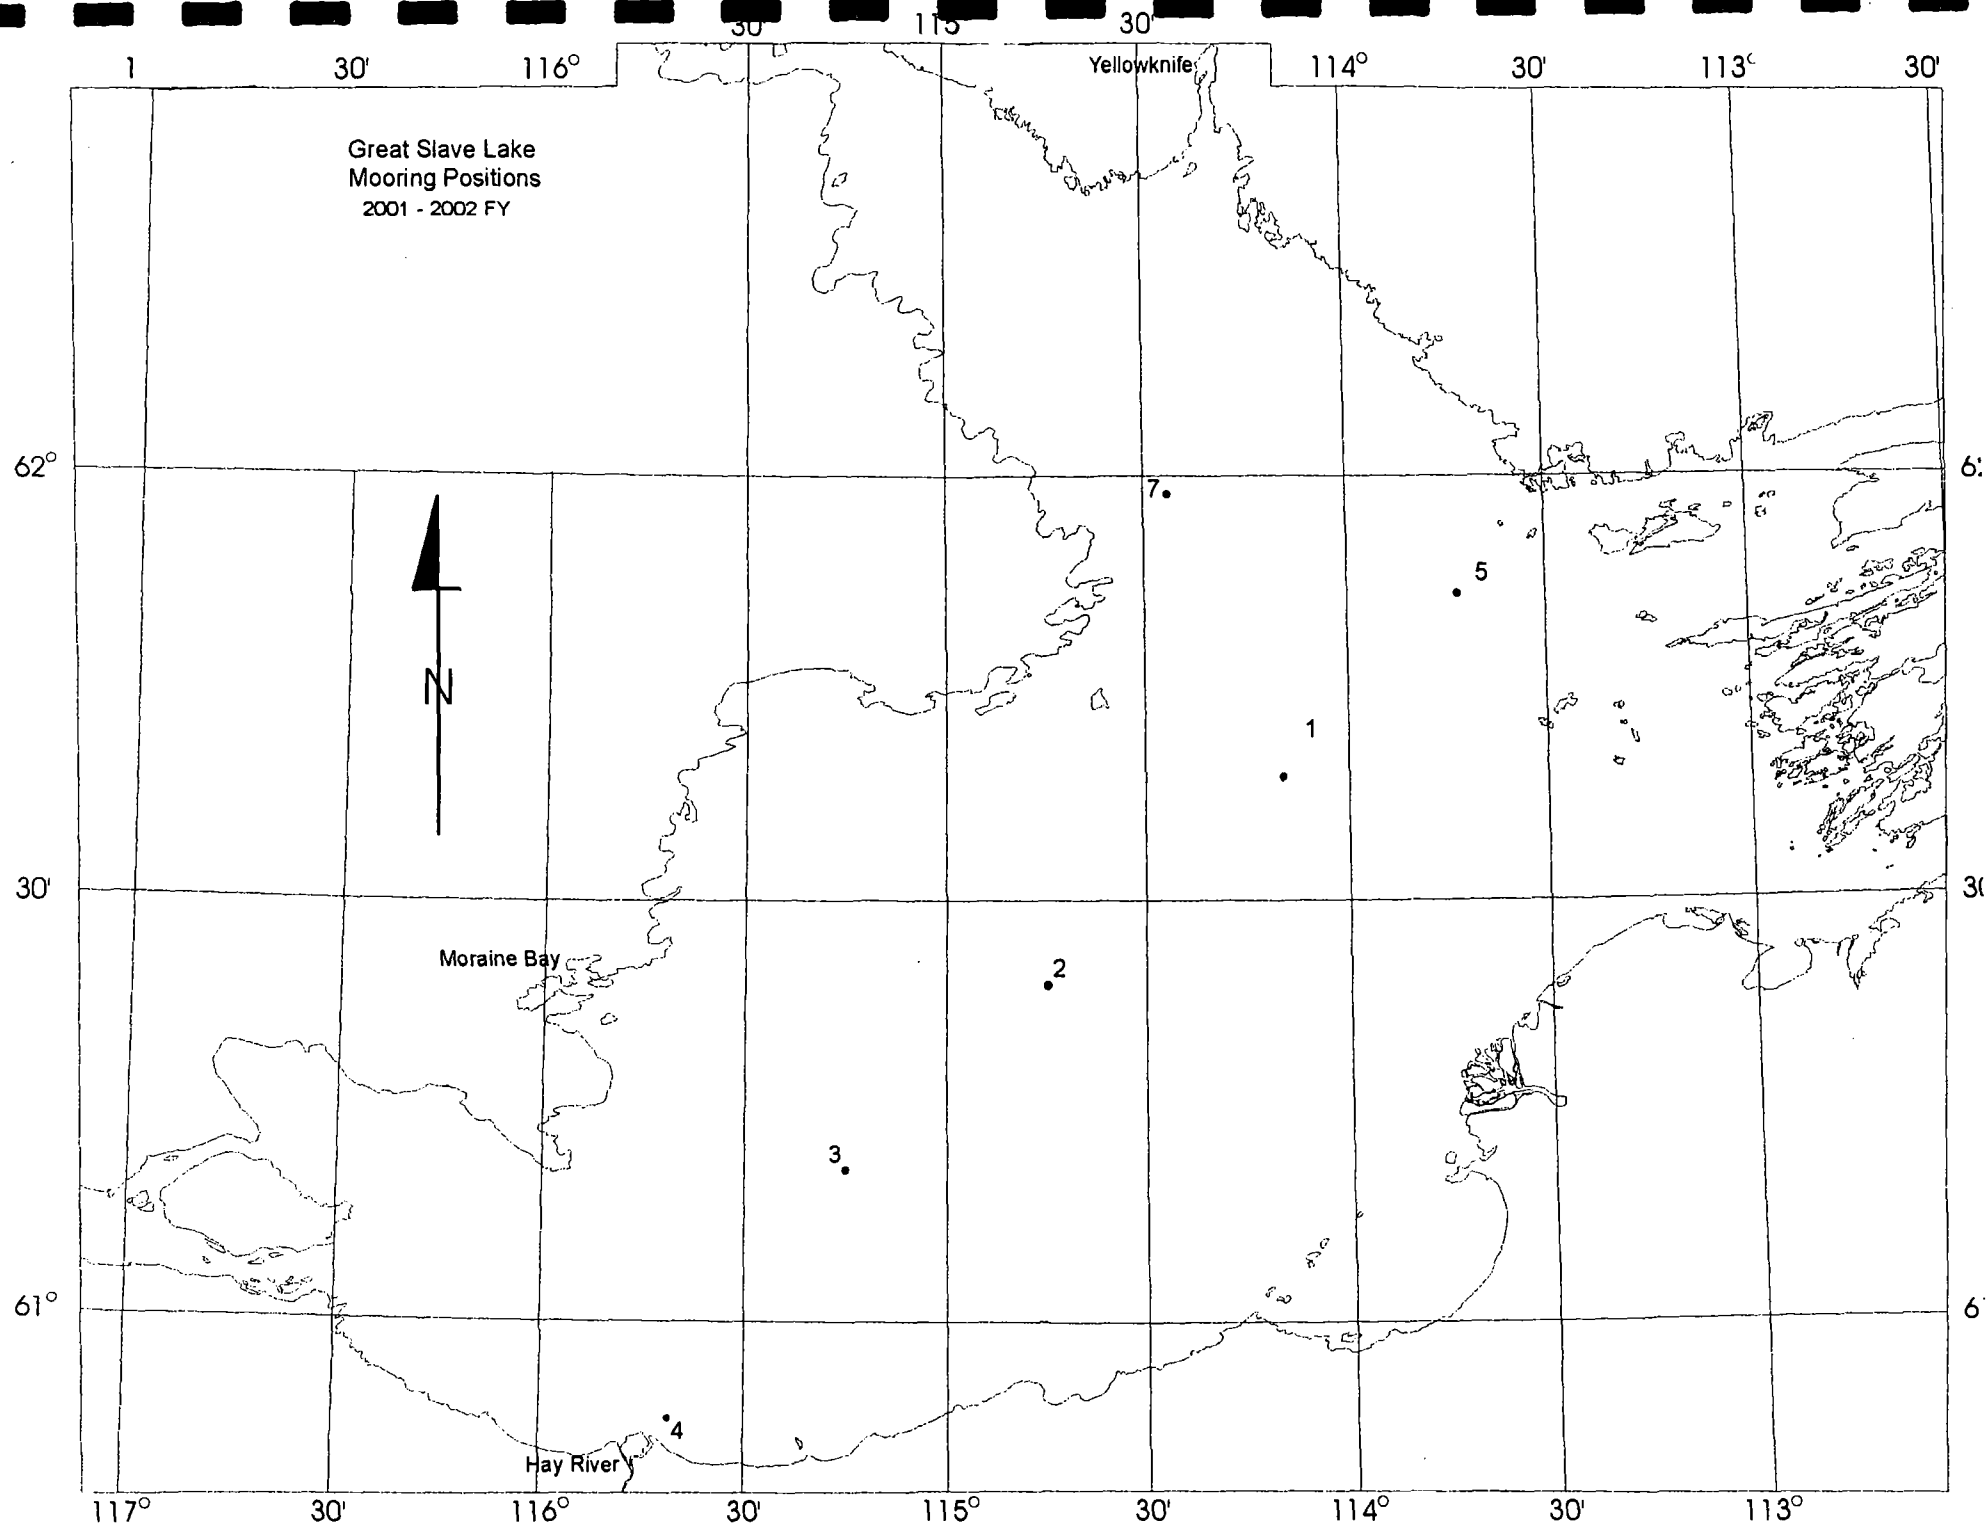 30' 115 30'
1 30' 116° Yellowknife 114° 30' 113° 30'
Great Slave Lake
Mooring Positions
2001 - 2002 FY
62°
7
5
N
1
30'
Moraine Bay
2
3
61°
4
Hay River
117° 30' 116° 30' 115° 30' 114° 30' 113°